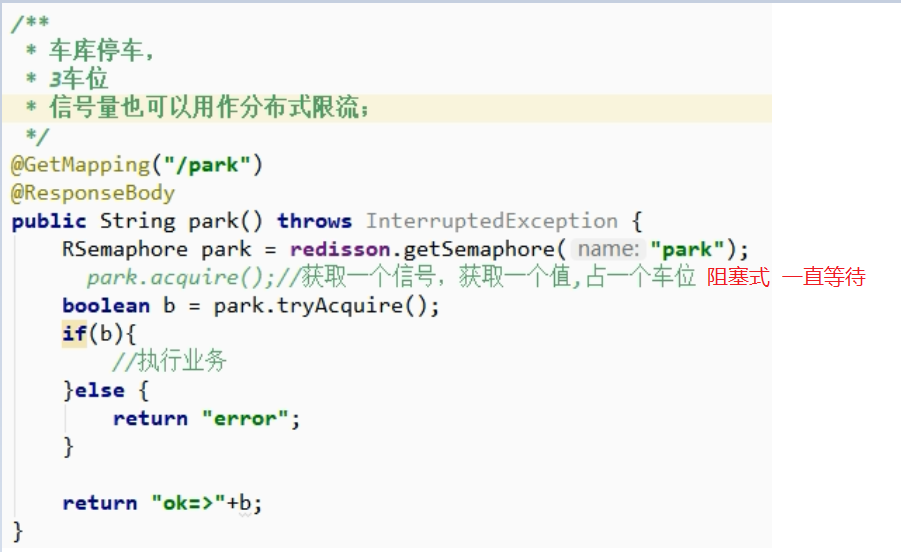 /**
 * 车库停车,
 * 3车位
 * 信号量也可以用作分布式限流;
 */
@GetMapping("/park")
@ResponseBody
public String park() throws InterruptedException {
    RSemaphore park = redisson.getSemaphore( name: "park");
      park.acquire();//获取一个信号, 获取一个值,占一个车位 阻塞式 一直等待
    boolean b = park.tryAcquire();
    if(b){
        //执行业务
    }else {
        return "error";
    }
    return "ok=>"+b;
}